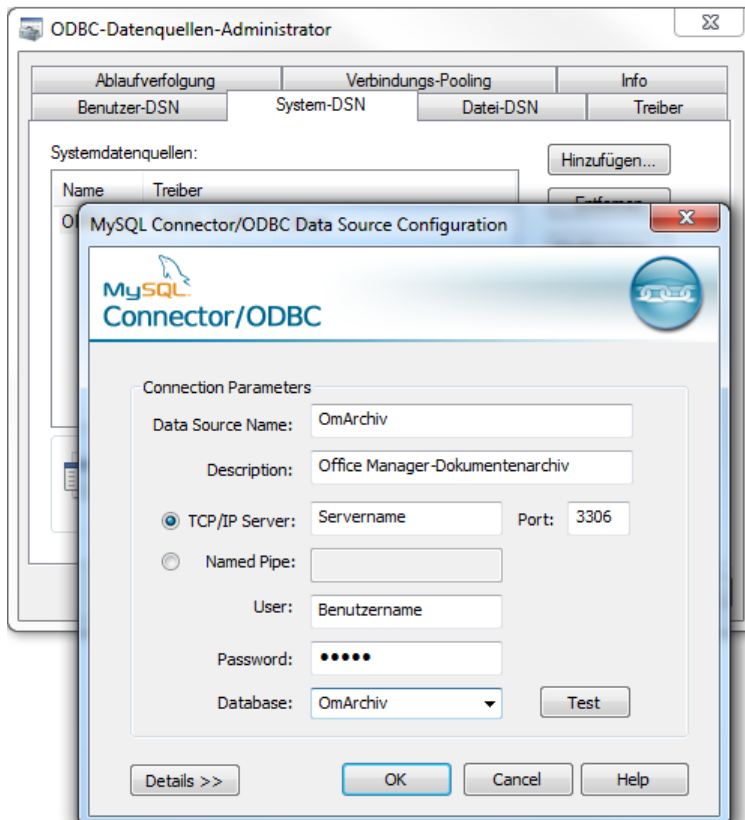 ODBC-Datenquellen-Administrator
Ablaufverfolgung Verbindungs-Pooling Info
Benutzer-DSN System-DSN Datei-DSN Treiber
Systemdatenquellen:
Hinzufügen...
Name Treiber
MySQL Connector/ODBC Data Source Configuration
MySQL
Connector/ODBC
Connection Parameters
Data Source Name: OmArchiv
Description: Office Manager-Dokumentenarchiv
TCP/IP Server: Servername Port: 3306
Named Pipe:
User: Benutzername
Password: •••••
Database: OmArchiv Test
Details >> OK Cancel Help